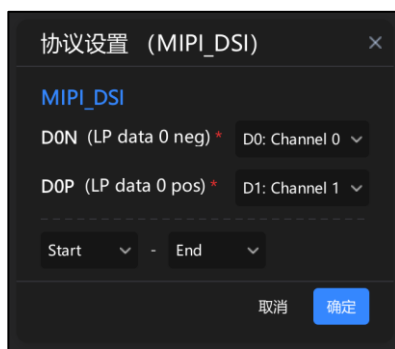 协议设置 （MIPI_DSI） ×
MIPI_DSI
D0N (LP data 0 neg) * D0: Channel 0
D0P (LP data 0 pos) * D1: Channel 1
Start - End
取消 确定